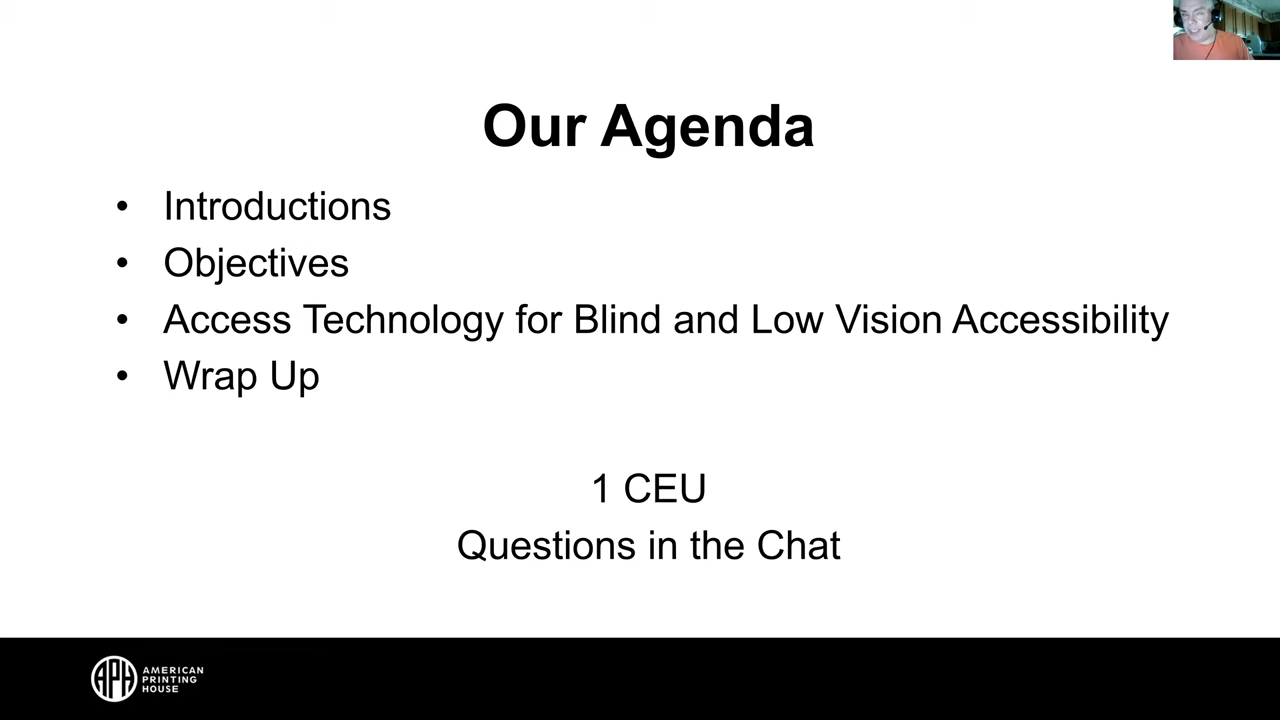 Our Agenda
• Introductions
• Objectives
• Access Technology for Blind and Low Vision Accessibility
• Wrap Up
1 CEU
Questions in the Chat
APH
AMERICAN
PRINTING
HOUSE